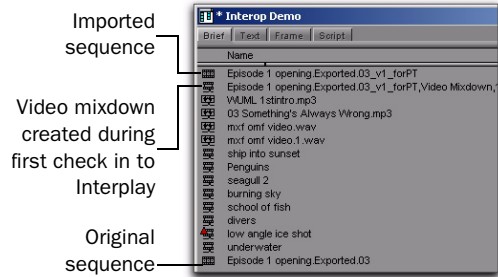 Imported
sequence
Video mixdown
created during
first check in to
Interplay
Original
sequence
* Interop Demo
Brief Text Frame Script
Name
Episode 1 opening.Exported.03_v1_forPT
Episode 1 opening.Exported.03_v1_forPT,Video Mixdown,1
WUML 1stintro.mp3
03 Something's Always Wrong.mp3
mxf omf video.wav
mxf omf video.1.wav
ship into sunset
Penguins
seagull 2
burning sky
school of fish
divers
low angle ice shot
underwater
Episode 1 opening.Exported.03